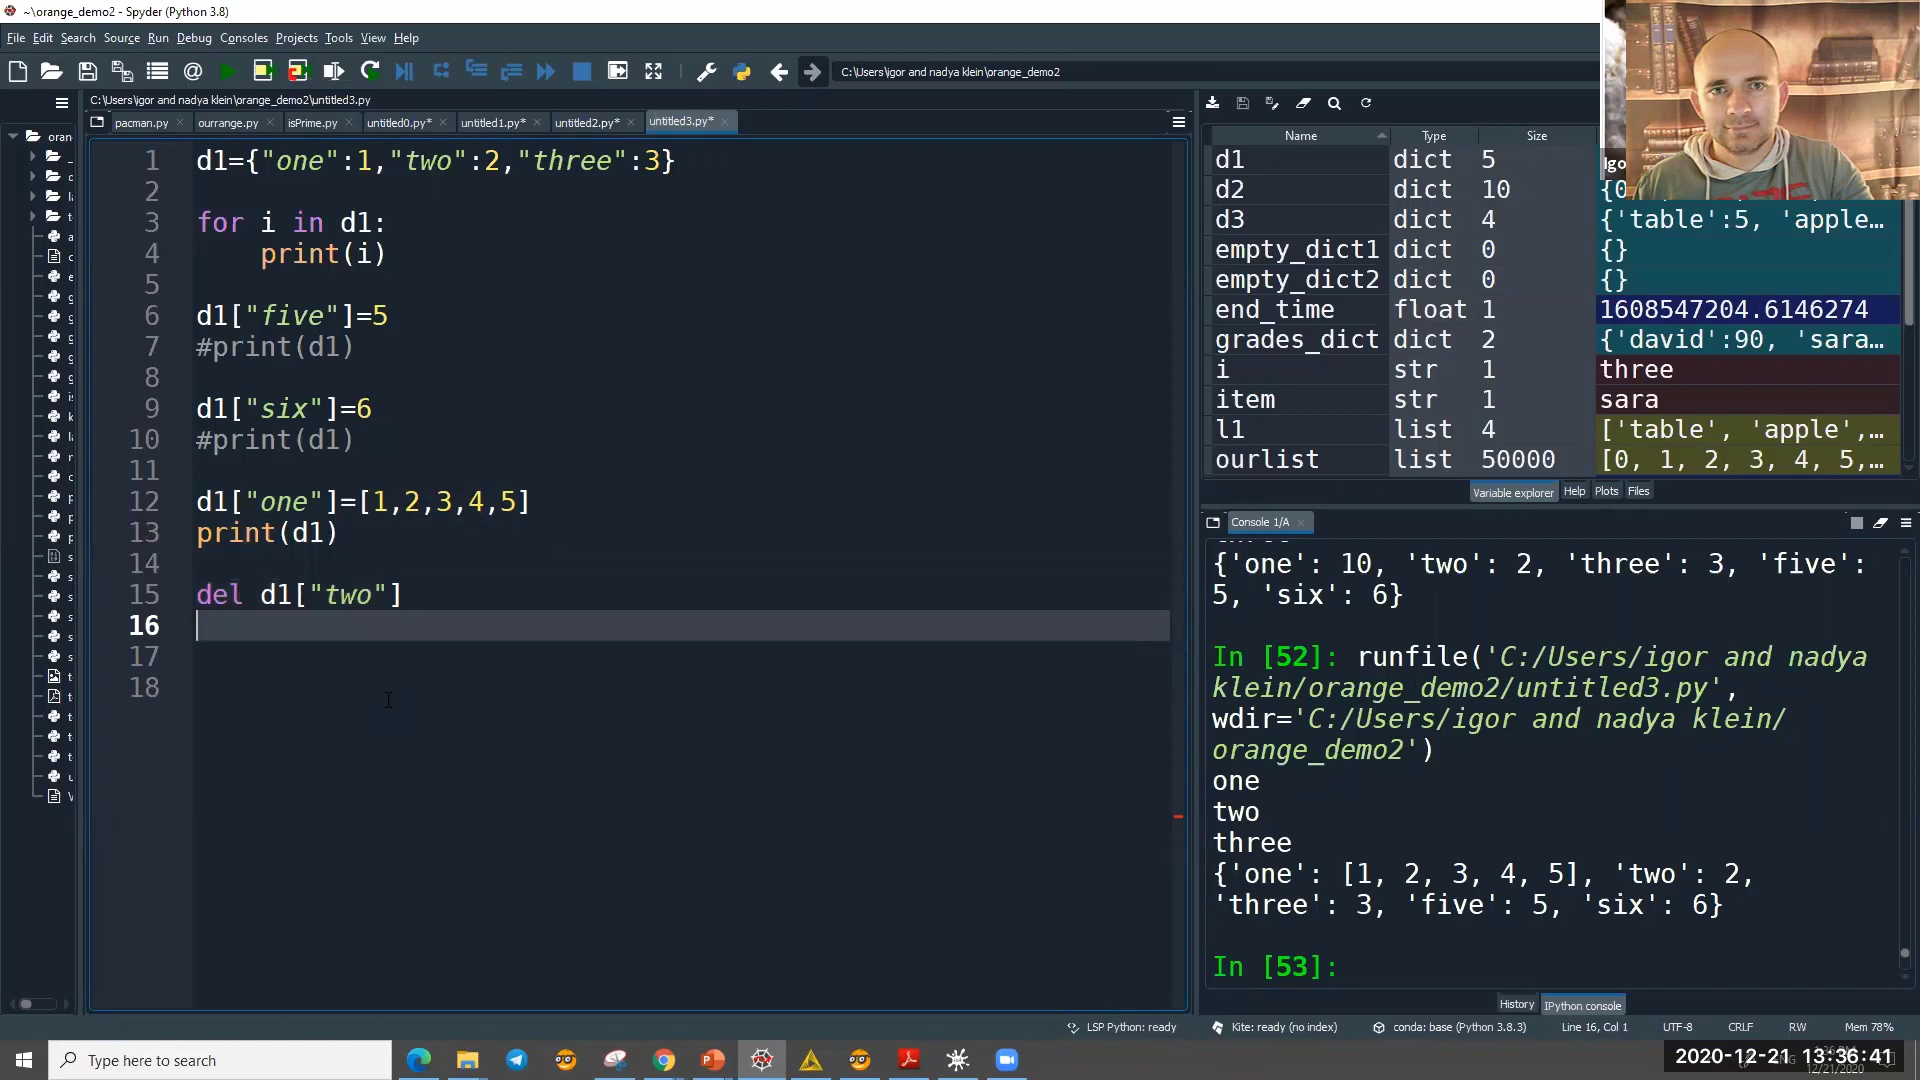 ~\orange_demo2 - Spyder (Python 3.8)
File Edit Search Source Run Debug Consoles Projects Tools View Help
C:\Users\igor and nadya klein\orange_demo2
C:\Users\igor and nadya klein\orange_demo2\untitled3.py
pacman.py ourrange.py isPrime.py untitled0.py* untitled1.py* untitled2.py* untitled3.py*
oran
1 d1={"one":1,"two":2,"three":3}
2
3 for i in d1:
4 print(i)
5
6 d1["five"]=5
7 #print(d1)
8
9 d1["six"]=6
10 #print(d1)
11
12 d1["one"]=[1,2,3,4,5]
13 print(d1)
14
15 del d1["two"]
16
17
18
Name Type Size
d1 dict 5
d2 dict 10 {0
d3 dict 4 {'table':5, 'apple…
empty_dict1 dict 0 {}
empty_dict2 dict 0 {}
end_time float 1 1608547204.6146274
grades_dict dict 2 {'david':90, 'sara…
i str 1 three
item str 1 sara
l1 list 4 ['table', 'apple',…
ourlist list 50000 [0, 1, 2, 3, 4, 5,…
Variable explorer Help Plots Files
Console 1/A
{'one': 10, 'two': 2, 'three': 3, 'five':
5, 'six': 6}
In [52]: runfile('C:/Users/igor and nadya
klein/orange_demo2/untitled3.py',
wdir='C:/Users/igor and nadya klein/
orange_demo2')
one
two
three
{'one': [1, 2, 3, 4, 5], 'two': 2,
'three': 3, 'five': 5, 'six': 6}
In [53]:
History IPython console
LSP Python: ready Kite: ready (no index) conda: base (Python 3.8.3) Line 16, Col 1 UTF-8 CRLF RW Mem 78%
Type here to search
2020-12-21 13:36:41
12/21/2020